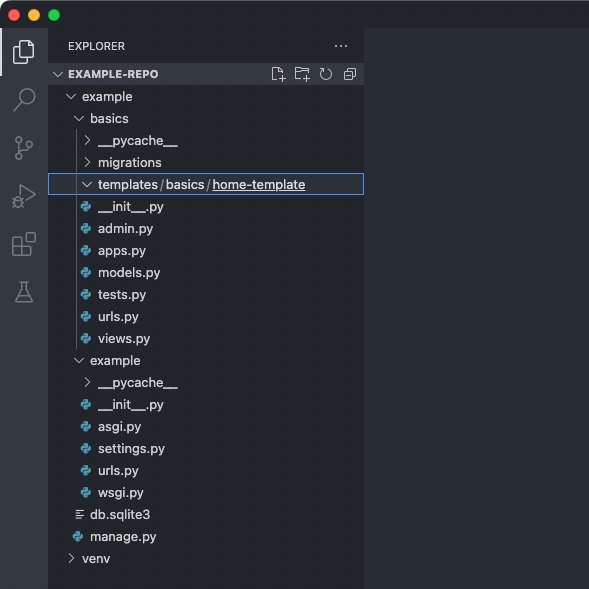 EXPLORER
EXAMPLE-REPO
example
basics
__pycache__
migrations
templates/basics/home-template
__init__.py
admin.py
apps.py
models.py
tests.py
urls.py
views.py
example
__pycache__
__init__.py
asgi.py
settings.py
urls.py
wsgi.py
db.sqlite3
manage.py
venv